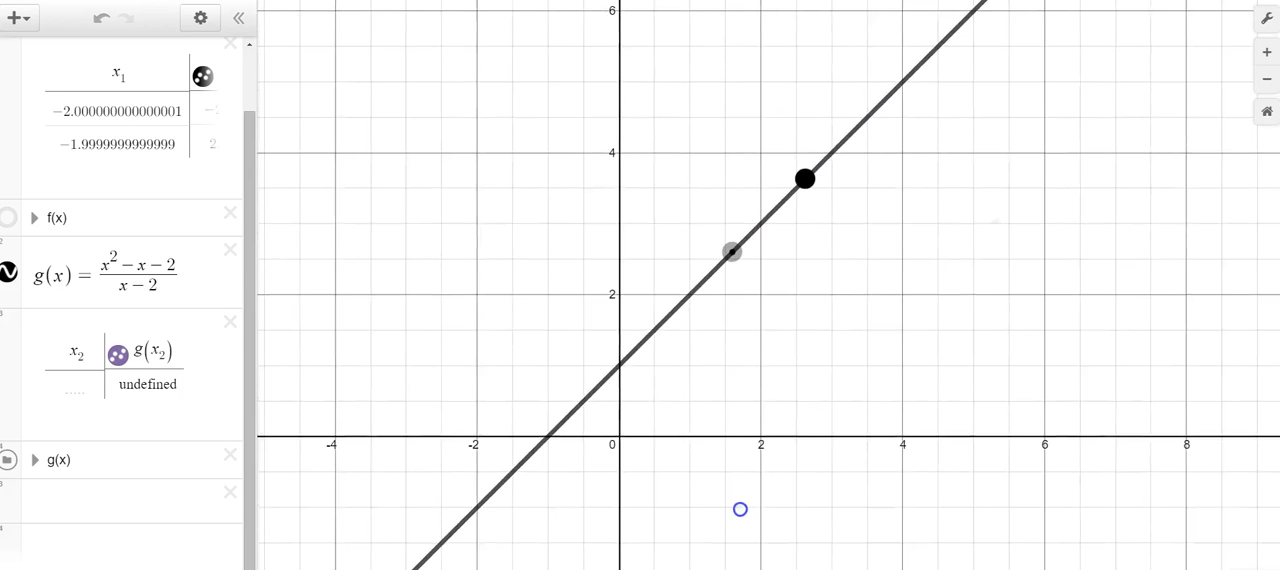 x₁
−2.000000000000001
−1.9999999999999 2
f(x)
g(x) = (x² − x − 2)/(x − 2)
x₂ g(x₂)
undefined
g(x)
6
4
2
-4 -2 0 2 4 6 8